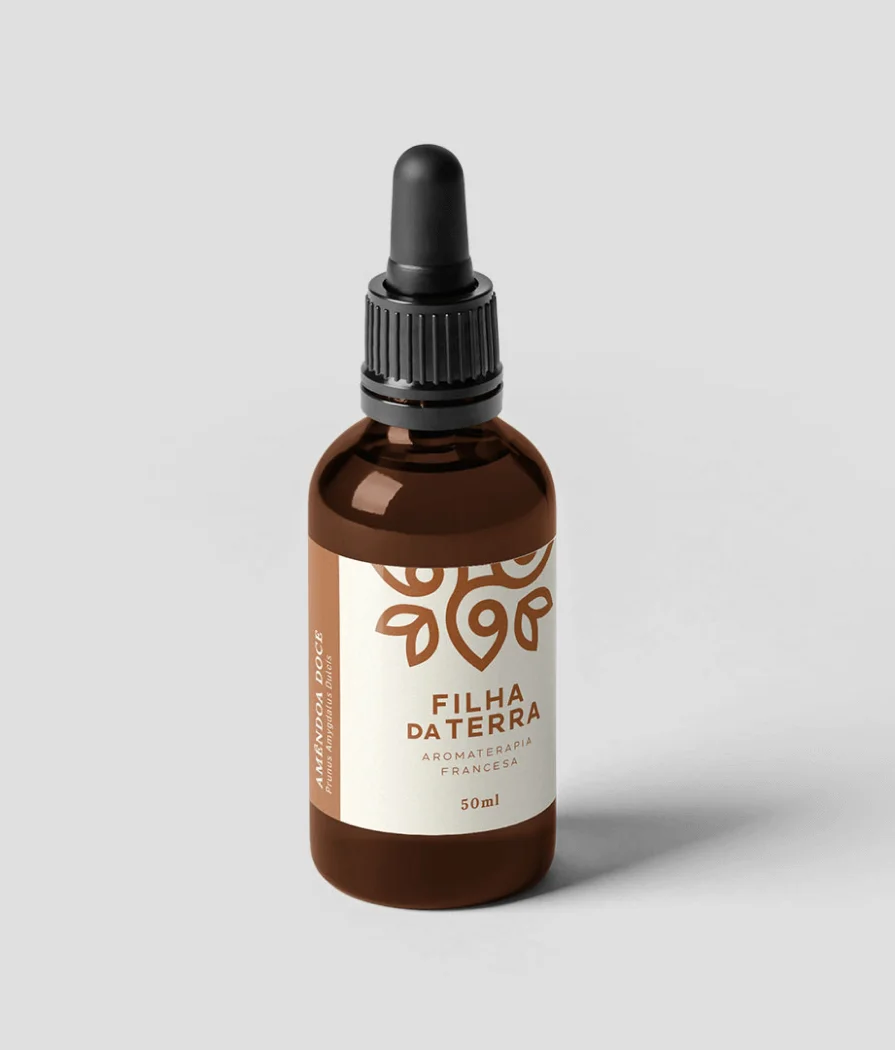 AMÊNDOA DOCE
Prunus Amygdalus Dulcis
FILHA
DA TERRA
AROMATERAPIA
FRANCESA
50ml